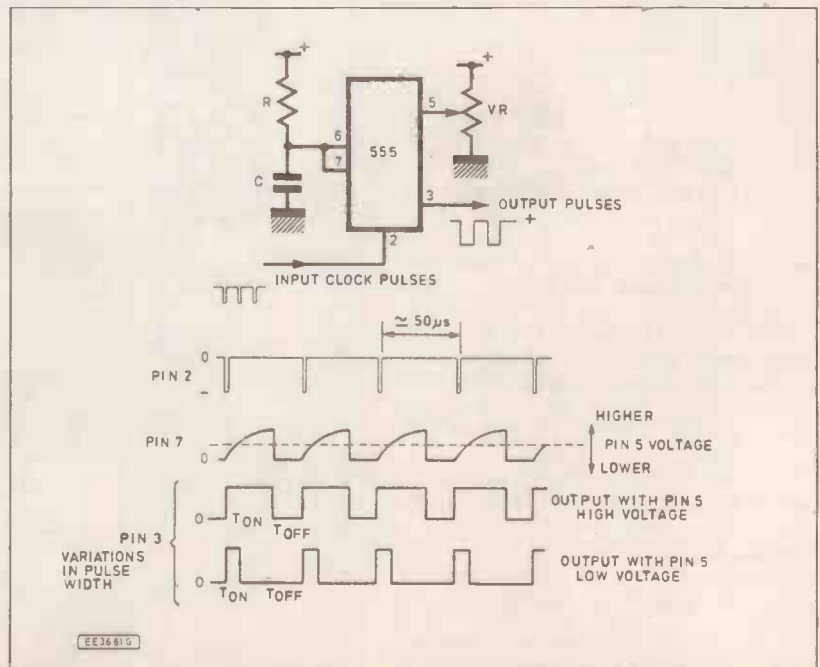 +
+
R
6
7
555
5
VR
C
3
OUTPUT PULSES
+
2
INPUT CLOCK PULSES
≃ 50µs
PIN 2
0
−
HIGHER
PIN 7
PIN 5 VOLTAGE
0
LOWER
PIN 3
VARIATIONS
IN PULSE
WIDTH
0
TON TOFF
OUTPUT WITH PIN 5
HIGH VOLTAGE
0
TON TOFF
OUTPUT WITH PIN 5
LOW VOLTAGE
EE3661G